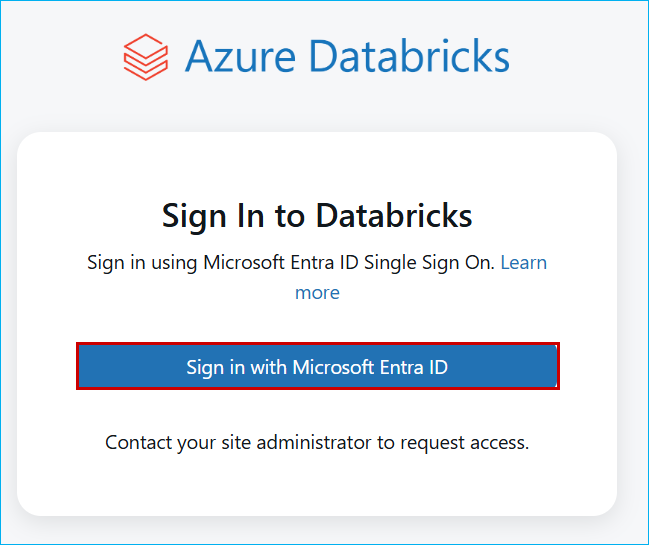 Azure Databricks
Sign In to Databricks
Sign in using Microsoft Entra ID Single Sign On. Learn
more
Sign in with Microsoft Entra ID
Contact your site administrator to request access.